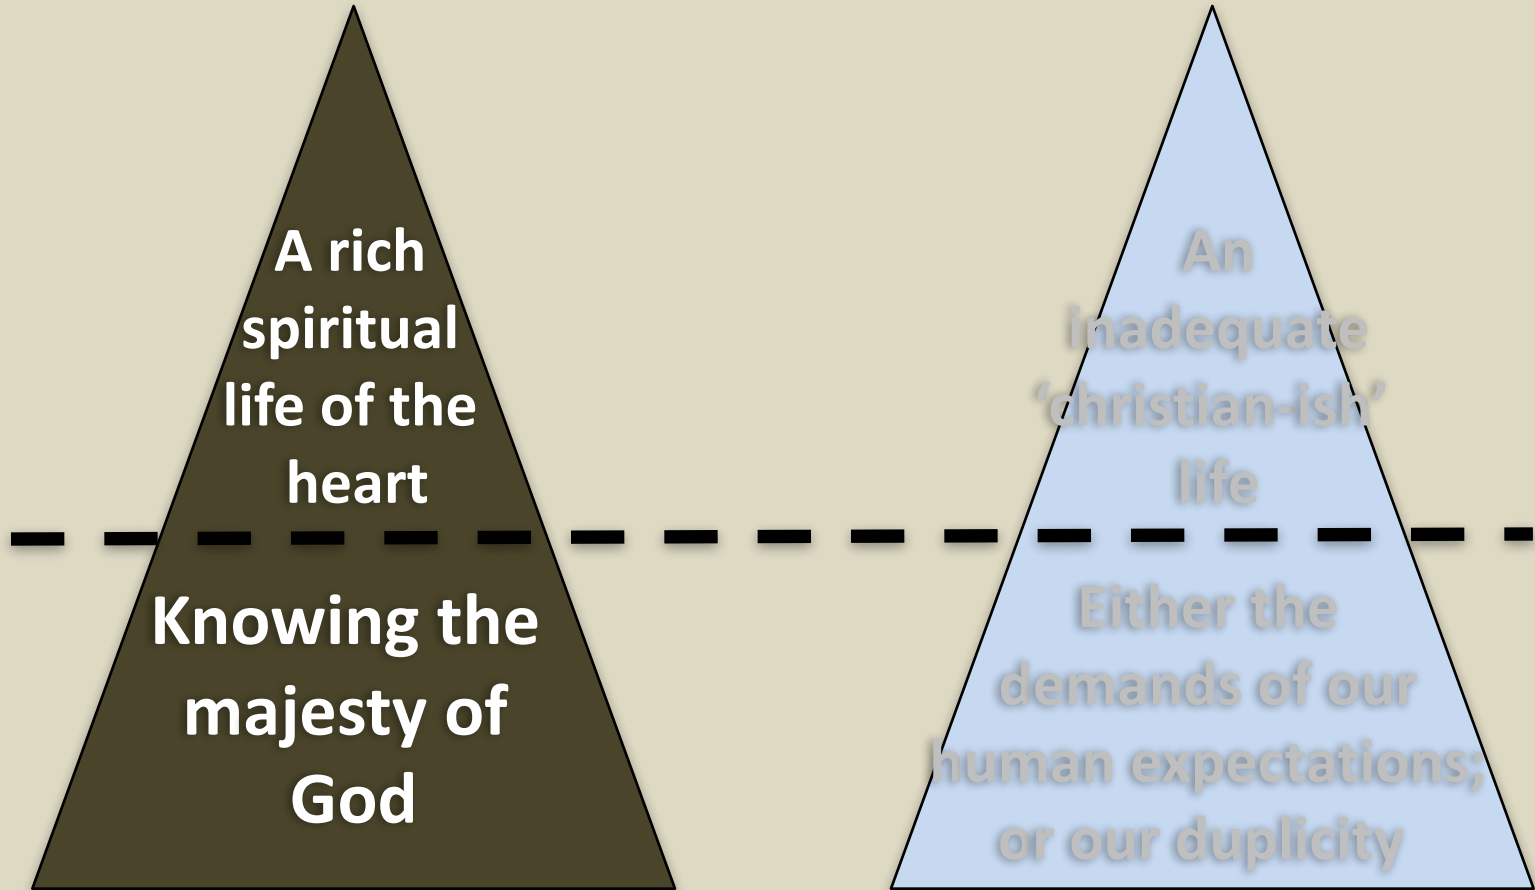 A rich
spiritual
life of the
heart
Knowing the
majesty of
God
An
inadequate
‘christian-ish’
life
Either the
demands of our
human expectations;
or our duplicity